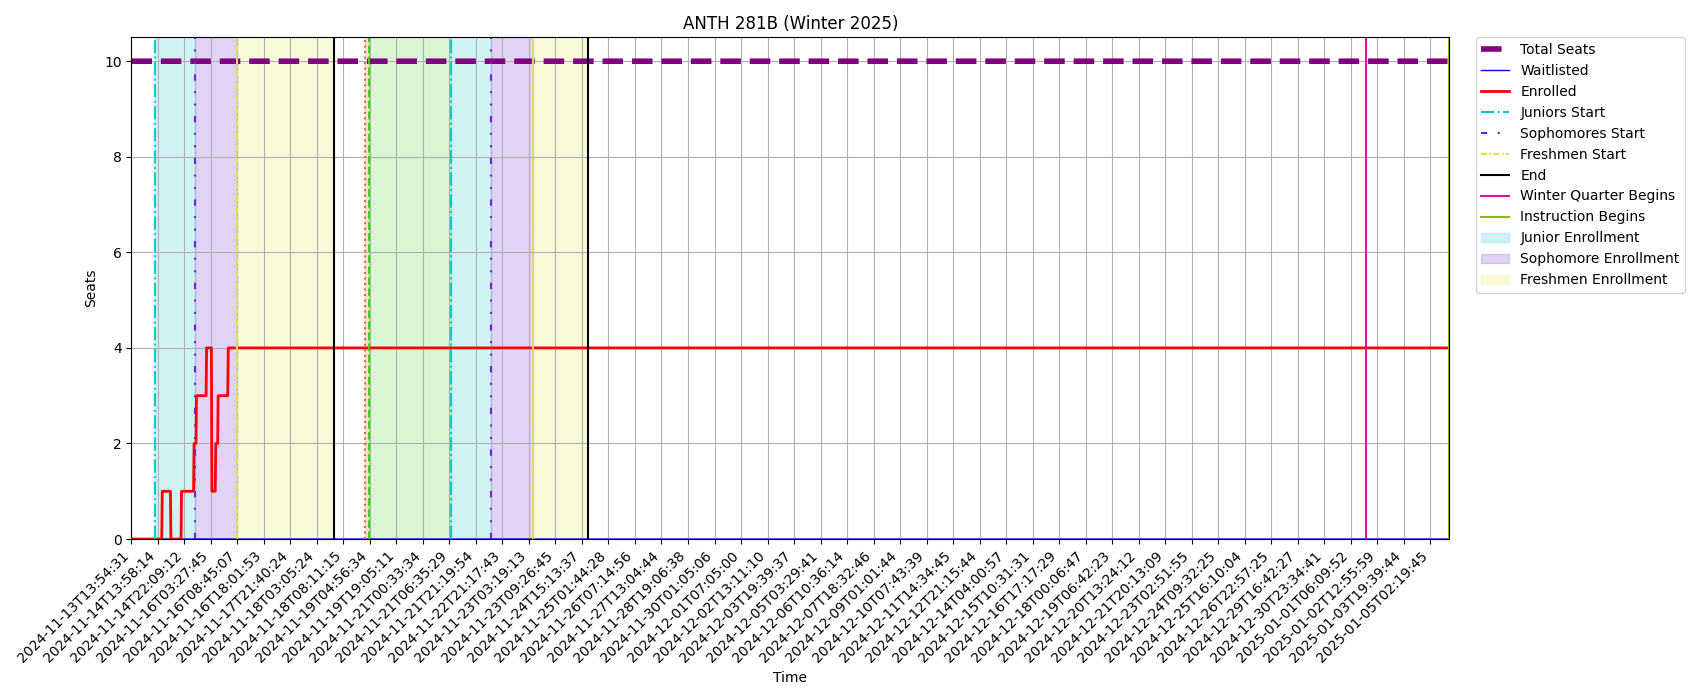 ANTH 281B (Winter 2025)
Seats
10
8
6
4
2
0
2024-11-13T13:54:31
2024-11-14T13:58:14
2024-11-14T22:09:12
2024-11-16T03:27:45
2024-11-16T08:45:07
2024-11-16T18:01:53
2024-11-17T21:40:24
2024-11-18T03:05:24
2024-11-18T08:11:15
2024-11-19T04:56:34
2024-11-19T19:05:11
2024-11-21T00:33:34
2024-11-21T06:35:29
2024-11-21T21:19:54
2024-11-22T21:17:43
2024-11-23T03:19:13
2024-11-23T09:26:45
2024-11-24T15:13:37
2024-11-25T01:44:28
2024-11-26T07:14:56
2024-11-27T13:04:44
2024-11-28T19:06:38
2024-11-30T01:05:06
2024-12-01T07:05:00
2024-12-02T13:11:10
2024-12-03T19:39:37
2024-12-05T03:29:41
2024-12-06T10:36:14
2024-12-07T18:32:46
2024-12-09T01:01:44
2024-12-10T07:43:39
2024-12-11T14:34:45
2024-12-12T21:15:44
2024-12-14T04:00:57
2024-12-15T10:31:31
2024-12-16T17:17:29
2024-12-18T00:06:47
2024-12-19T06:42:23
2024-12-20T13:24:12
2024-12-21T20:13:09
2024-12-23T02:51:55
2024-12-24T09:32:25
2024-12-25T16:10:04
2024-12-26T22:57:25
2024-12-29T16:42:27
2024-12-30T23:34:41
2025-01-01T06:09:52
2025-01-02T12:55:59
2025-01-03T19:39:44
2025-01-05T02:19:45
Time
Total Seats
Waitlisted
Enrolled
Juniors Start
Sophomores Start
Freshmen Start
End
Winter Quarter Begins
Instruction Begins
Junior Enrollment
Sophomore Enrollment
Freshmen Enrollment